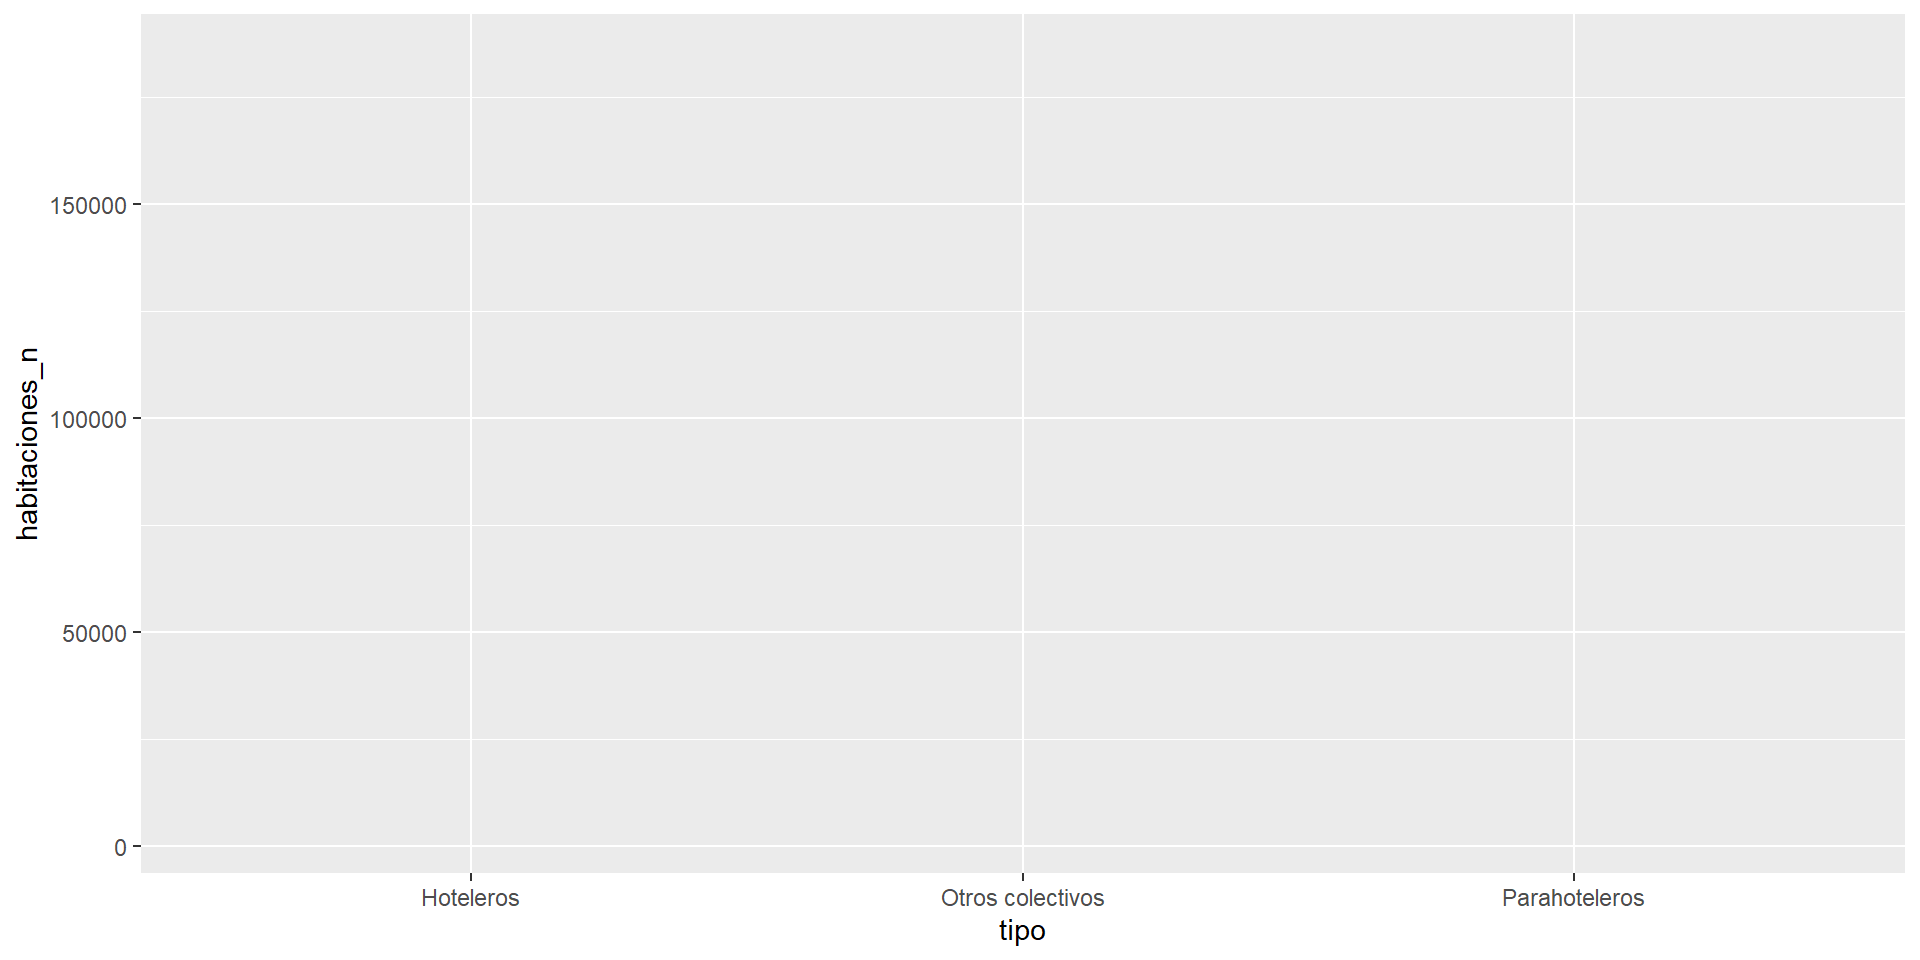 habitaciones_n
150000
100000
50000
0
Hoteleros
Otros colectivos
Parahoteleros
tipo